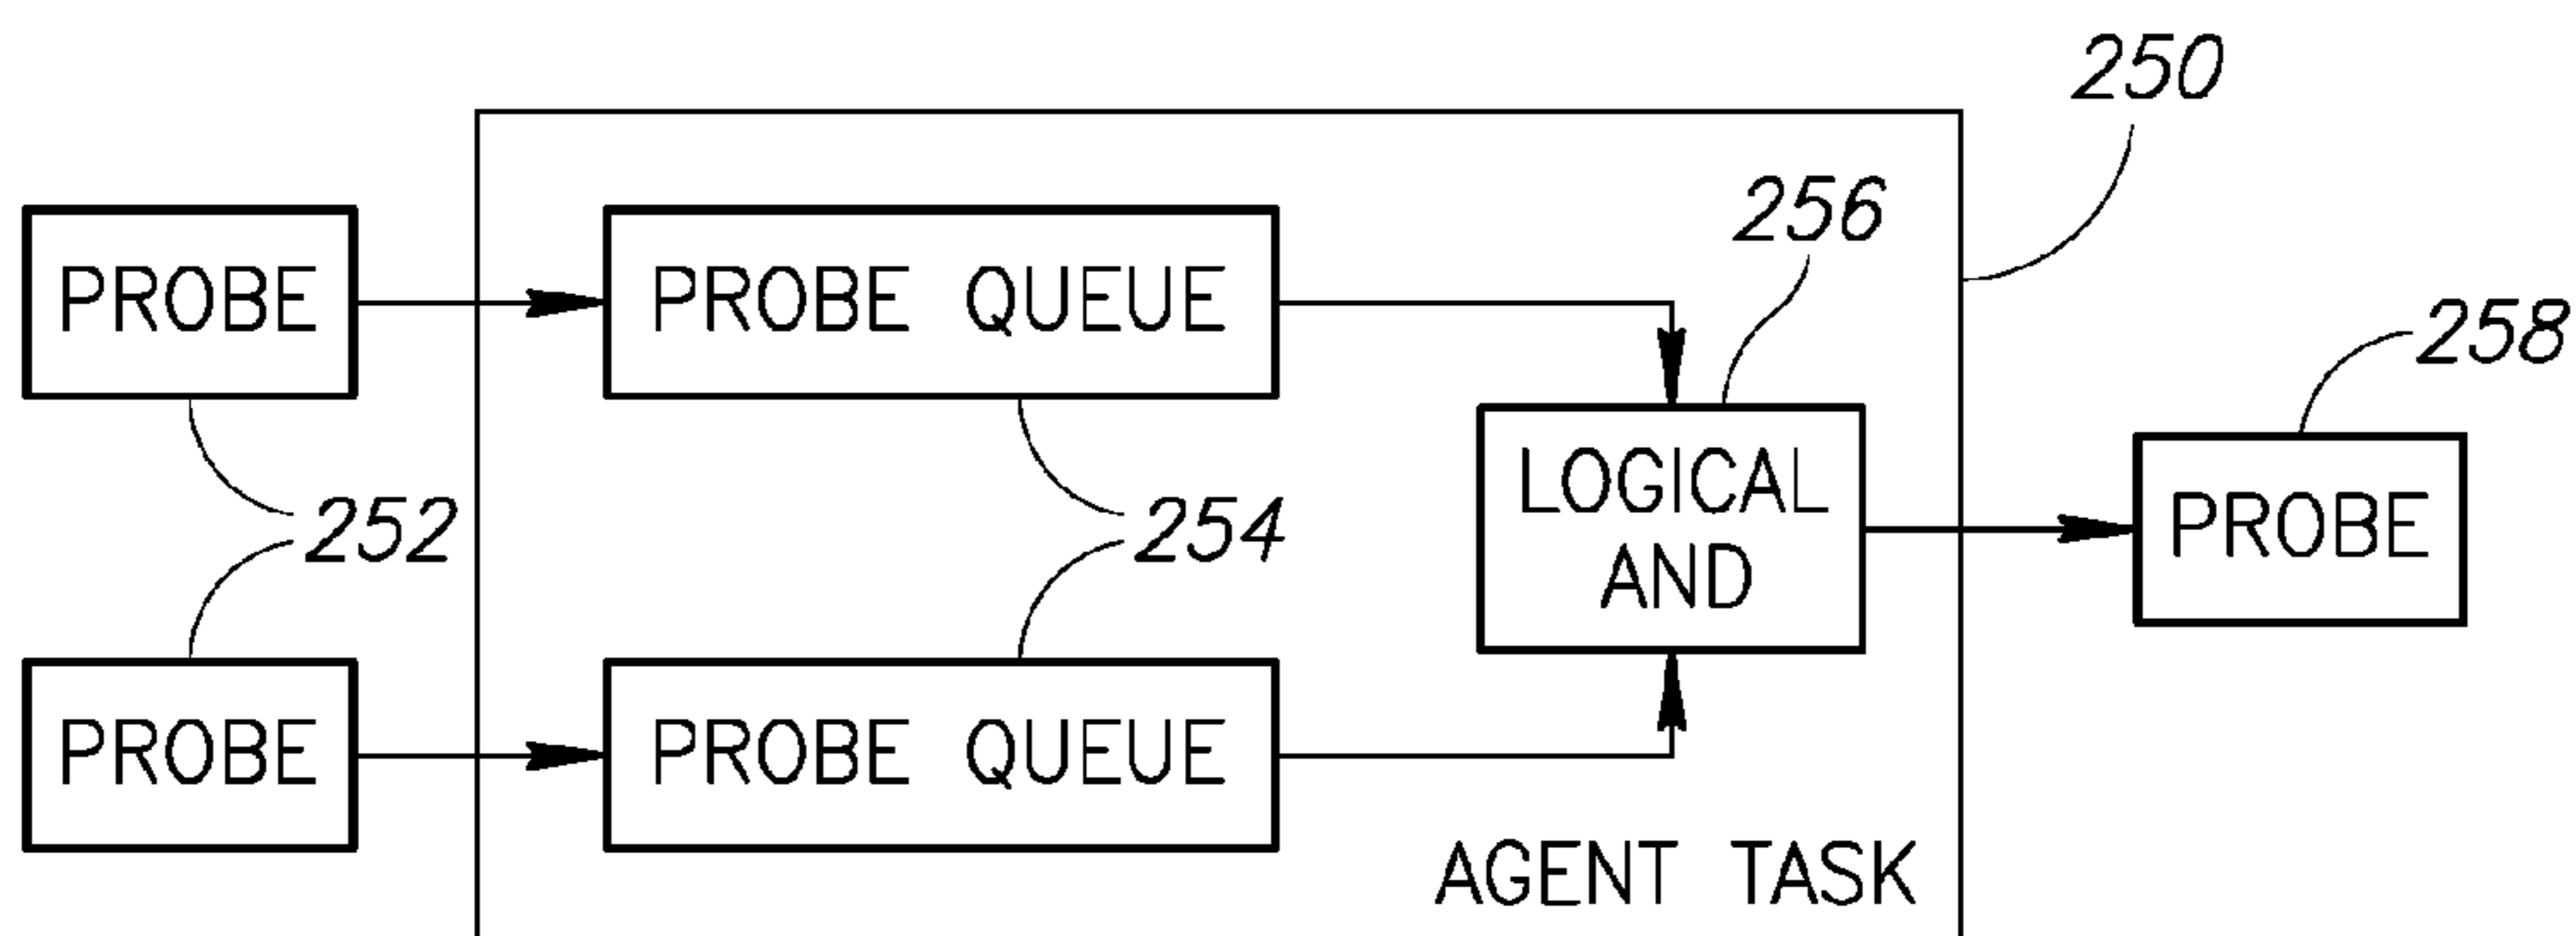 250
256
PROBE
PROBE QUEUE
258
LOGICAL
AND
PROBE
252
254
PROBE
PROBE QUEUE
AGENT TASK